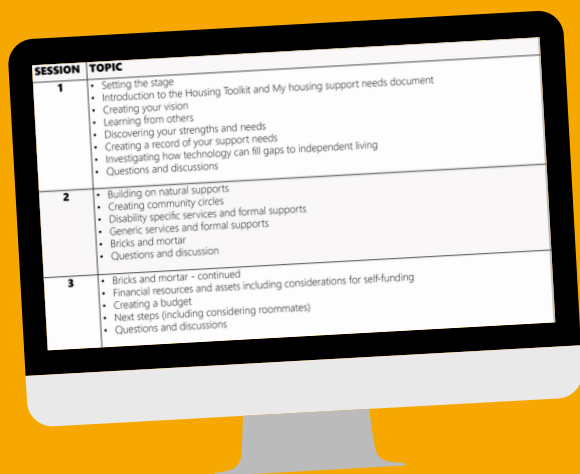 SESSION TOPIC
1
• Setting the stage
• Introduction to the Housing Toolkit and My housing support needs document
• Creating your vision
• Learning from others
• Discovering your strengths and needs
• Creating a record of your support needs
• Investigating how technology can fill gaps to independent living
• Questions and discussions
2
• Building on natural supports
• Creating community circles
• Disability specific services and formal supports
• Generic services and formal supports
• Bricks and mortar
• Questions and discussion
3
• Bricks and mortar - continued
• Financial resources and assets including considerations for self-funding
• Creating a budget
• Next steps (including considering roommates)
• Questions and discussions